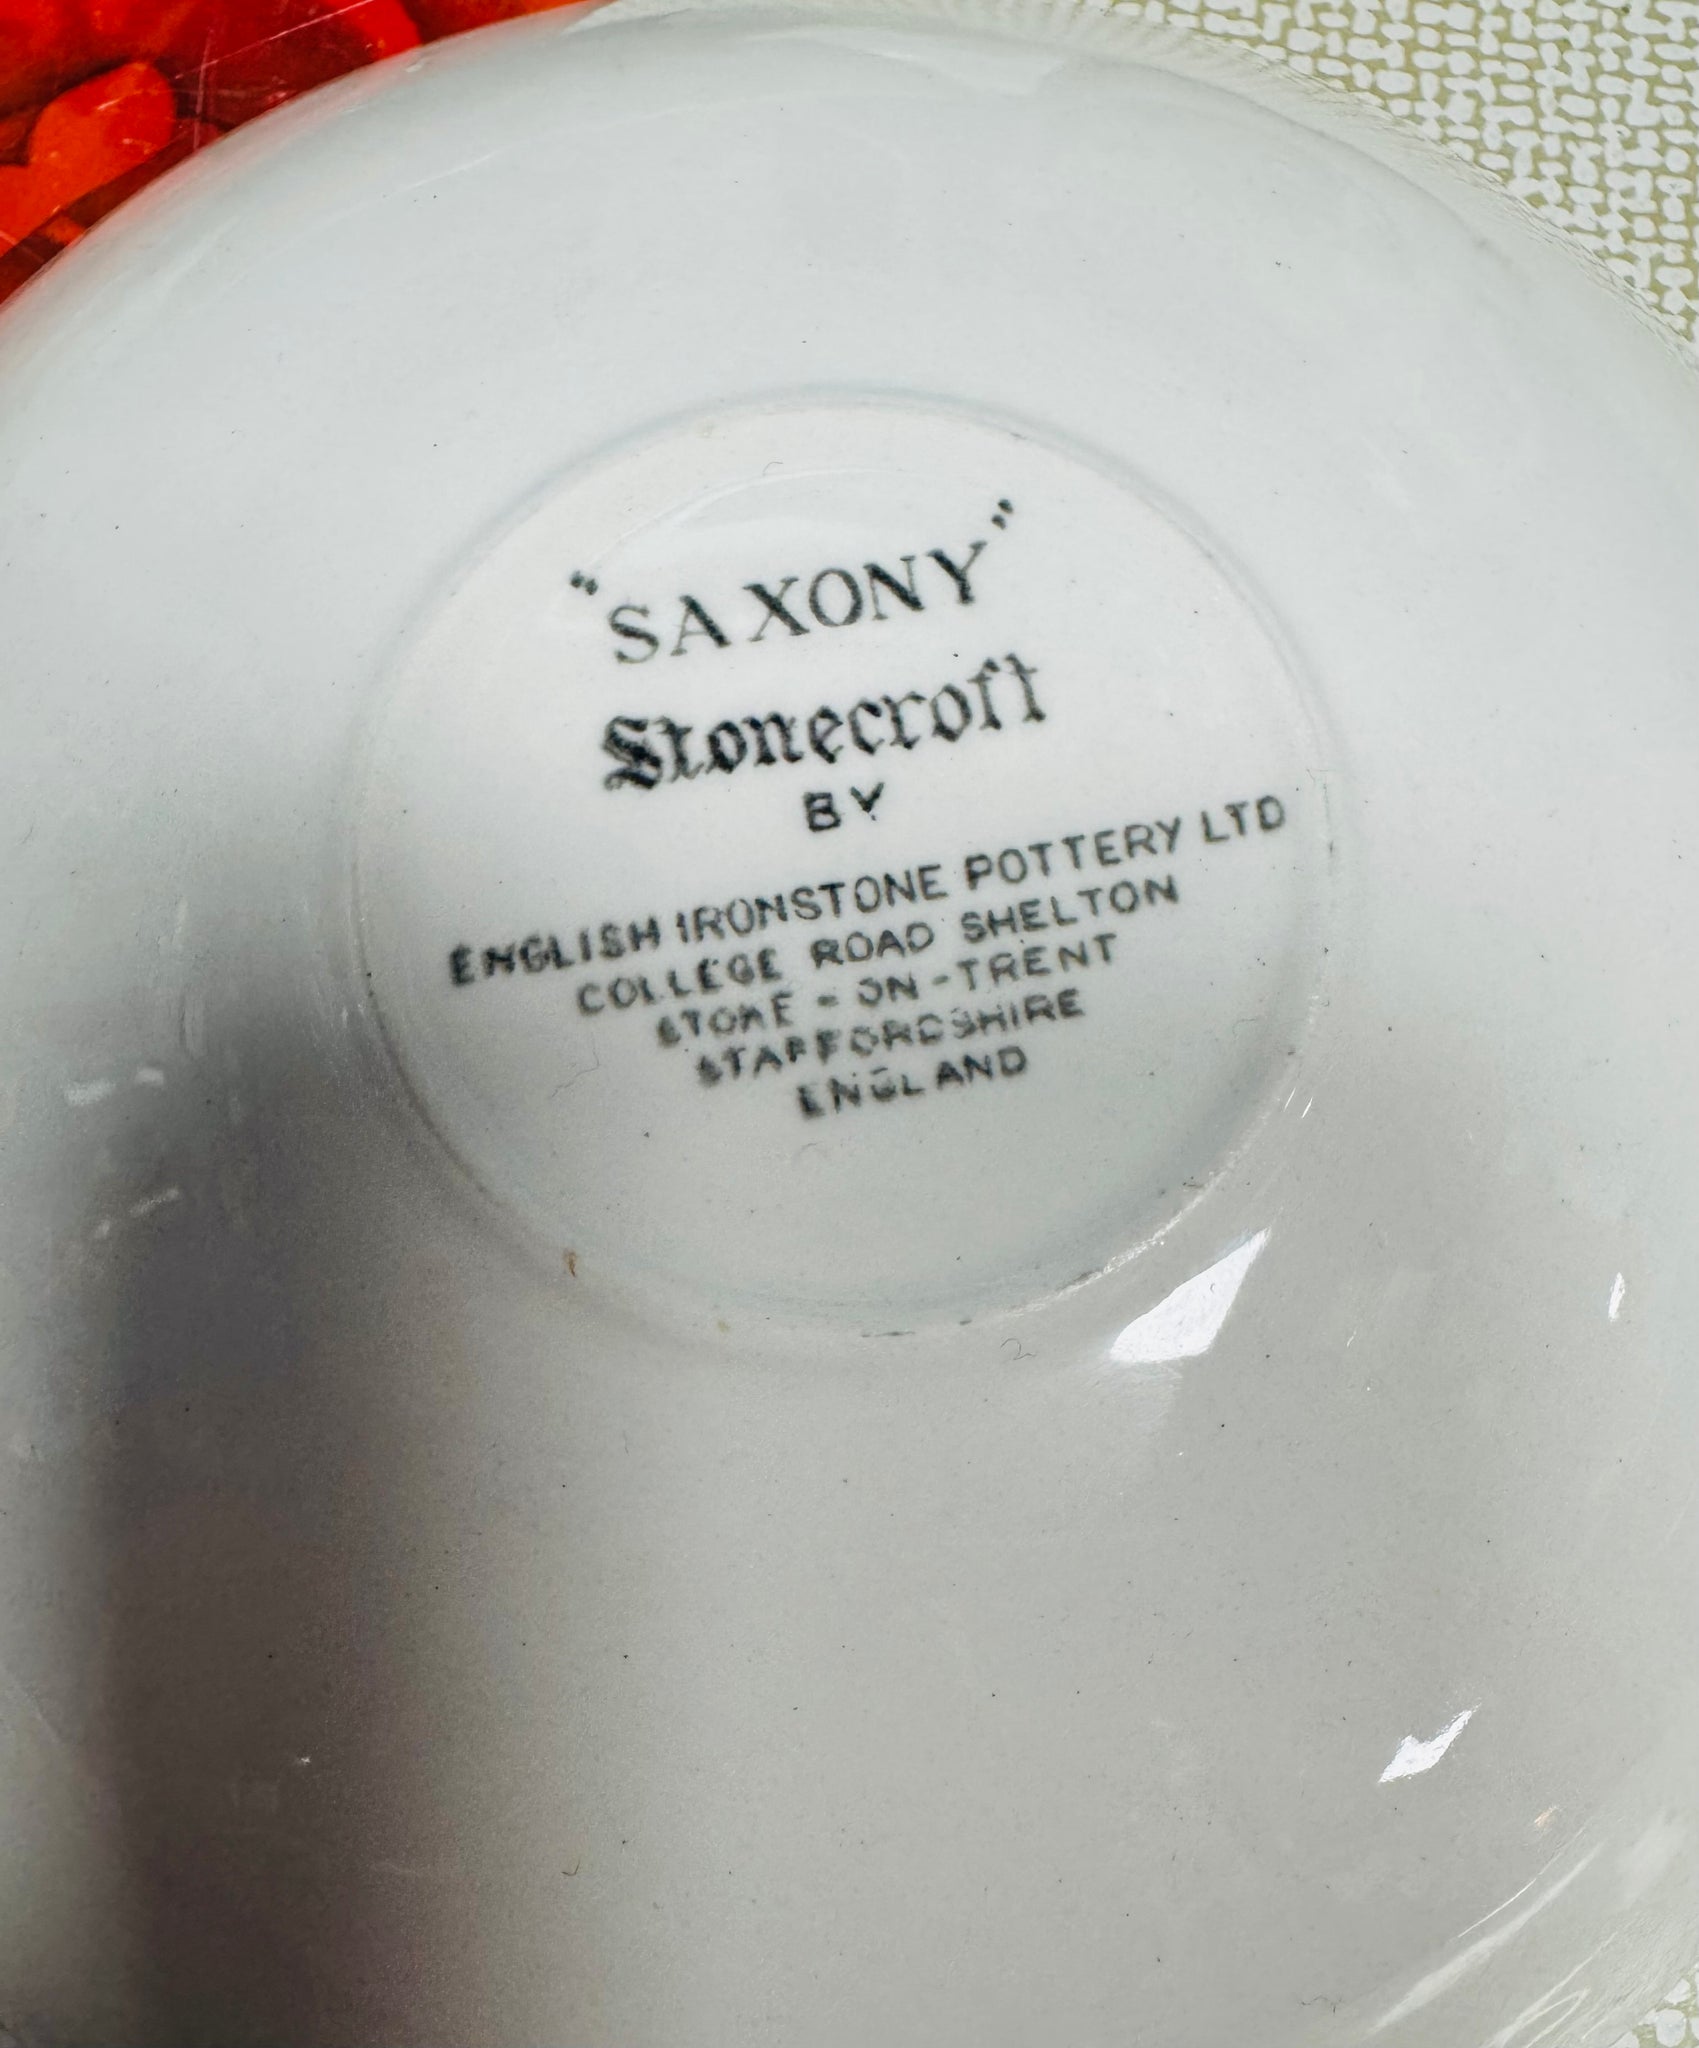 "SAXONY"
Stonecroft
BY
ENGLISH IRONSTONE POTTERY LTD
COLLEGE ROAD SHELTON
STOKE - ON - TRENT
STAFFORDSHIRE
ENGLAND